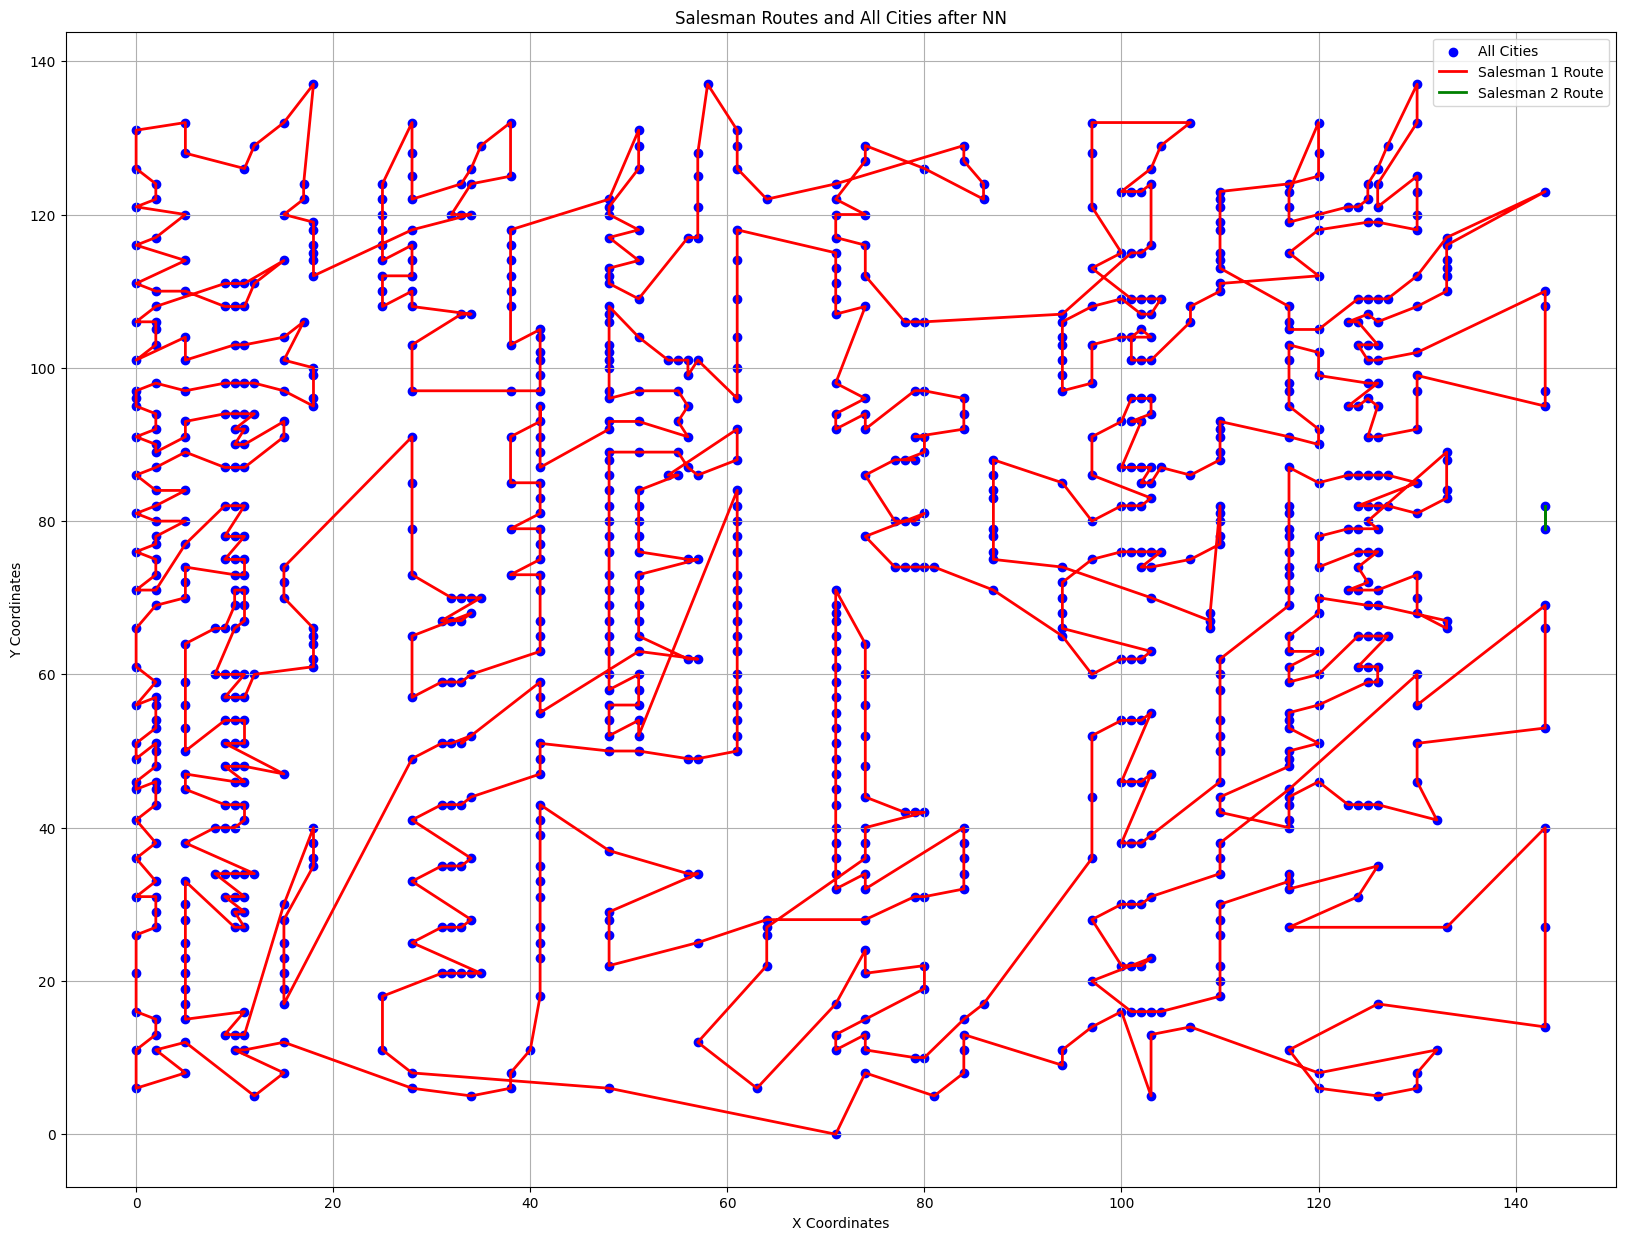 Salesman Routes and All Cities after NN
All Cities
Salesman 1 Route
Salesman 2 Route
140
120
100
80
60
40
20
0
Y Coordinates
0 20 40 60 80 100 120 140
X Coordinates